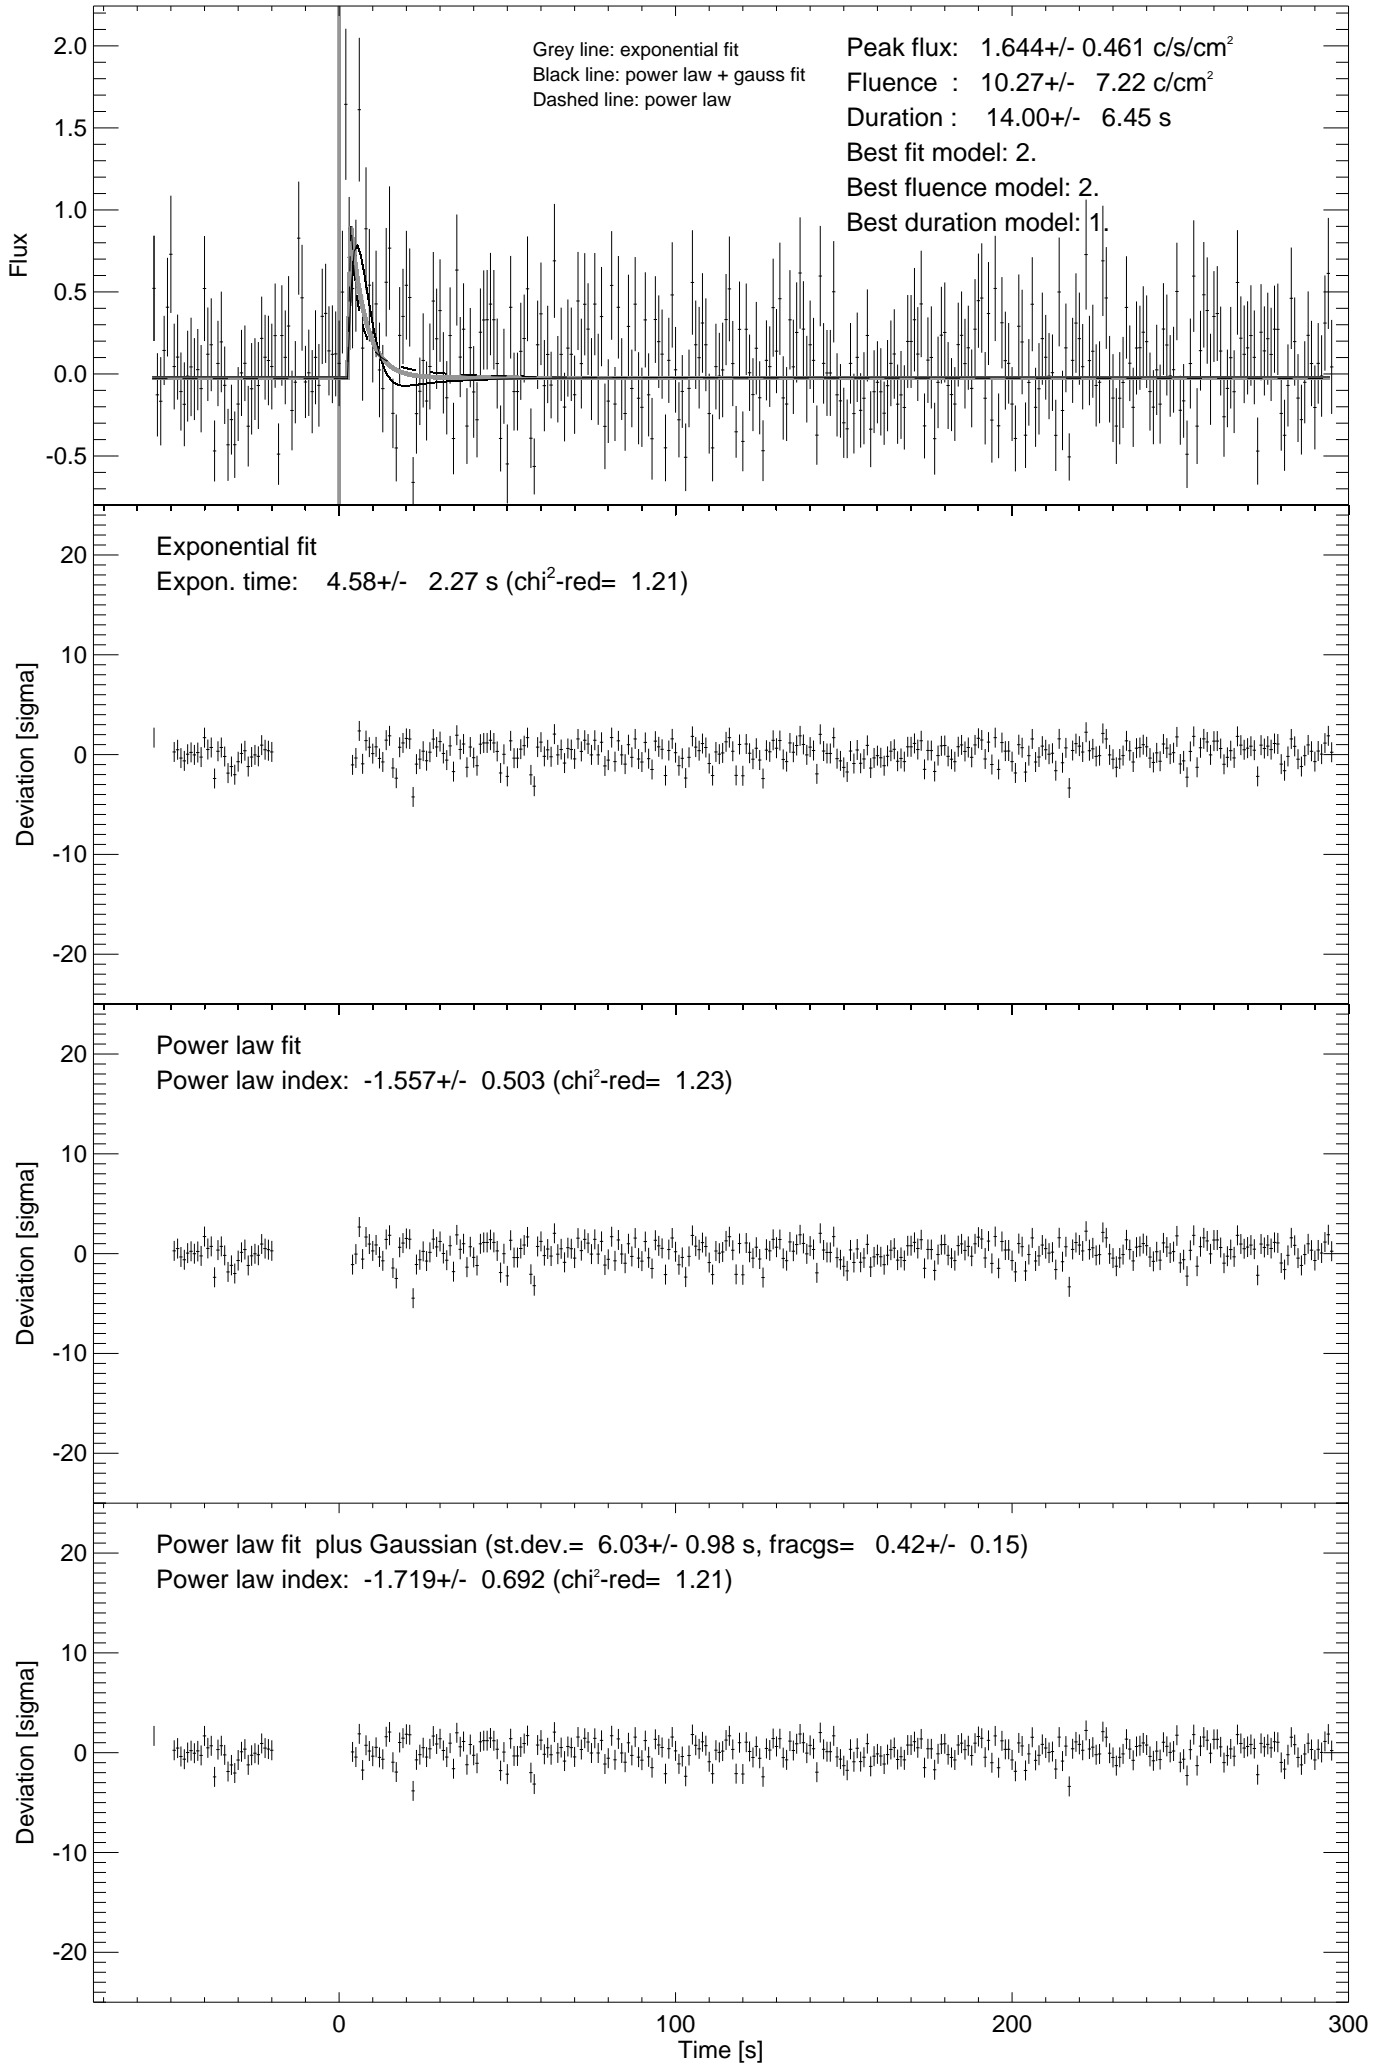 Grey line: exponential fit
Black line: power law + gauss fit
Dashed line: power law
Peak flux: 1.644+/- 0.461 c/s/cm²
Fluence : 10.27+/- 7.22 c/cm²
Duration : 14.00+/- 6.45 s
Best fit model: 2.
Best fluence model: 2.
Best duration model: 1.
2.0
1.5
1.0
0.5
0.0
-0.5
Flux
Exponential fit
Expon. time: 4.58+/- 2.27 s (chi²-red= 1.21)
20
10
0
-10
-20
Deviation [sigma]
Power law fit
Power law index: -1.557+/- 0.503 (chi²-red= 1.23)
20
10
0
-10
-20
Deviation [sigma]
Power law fit plus Gaussian (st.dev.= 6.03+/- 0.98 s, fracgs= 0.42+/- 0.15)
Power law index: -1.719+/- 0.692 (chi²-red= 1.21)
20
10
0
-10
-20
Deviation [sigma]
0 100 200 300
Time [s]